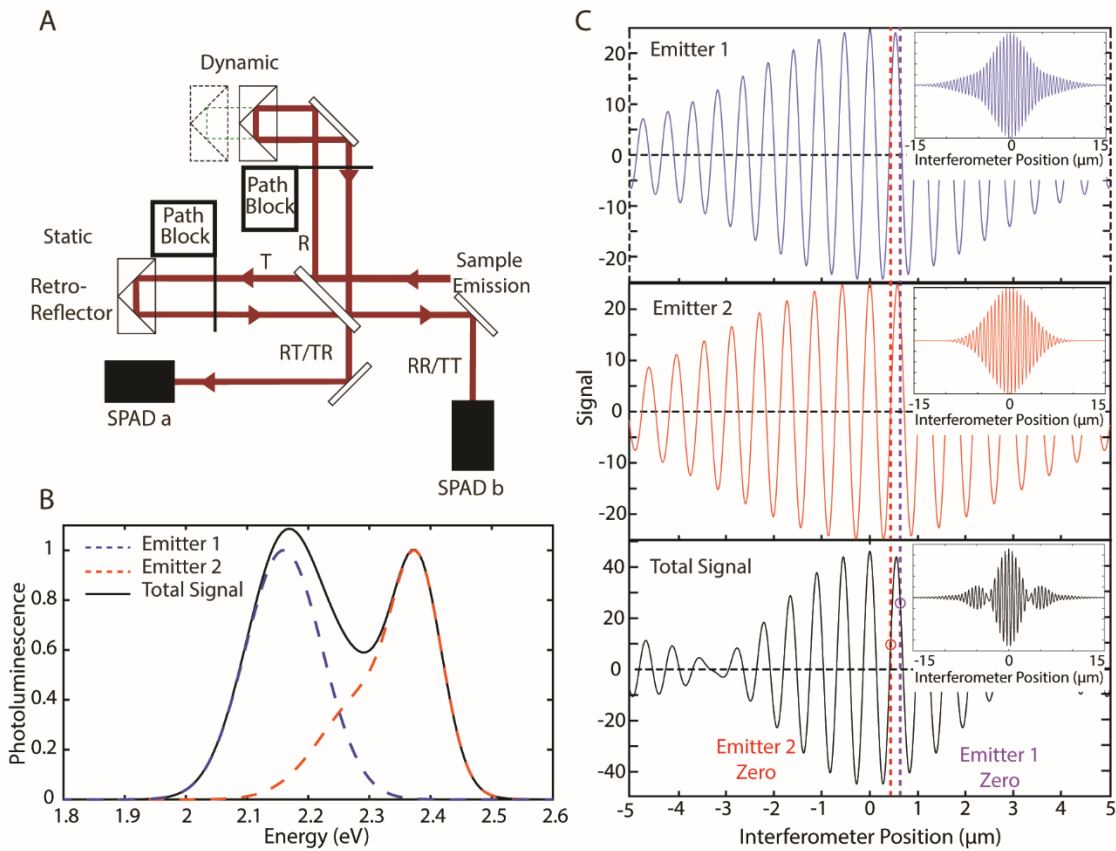 A
Dynamic
Path
Block
Path
Block
R
Static
T
Sample
Emission
Retro-
Reflector
RT/TR
RR/TT
SPAD a
SPAD b
B
Photoluminescence
1
0.8
0.6
0.4
0.2
0
Emitter 1
Emitter 2
Total Signal
1.8 1.9 2 2.1 2.2 2.3 2.4 2.5 2.6
Energy (eV)
C
Emitter 1
20
10
0
-10
-20
-15 0 15
Interferometer Position (μm)
Emitter 2
20
10
0
-10
-20
Signal
-15 0 15
Interferometer Position (μm)
Total Signal
40
20
0
-20
-40
-15 0 15
Interferometer Position (μm)
Emitter 2
Zero
Emitter 1
Zero
-5 -4 -3 -2 -1 0 1 2 3 4 5
Interferometer Position (μm)